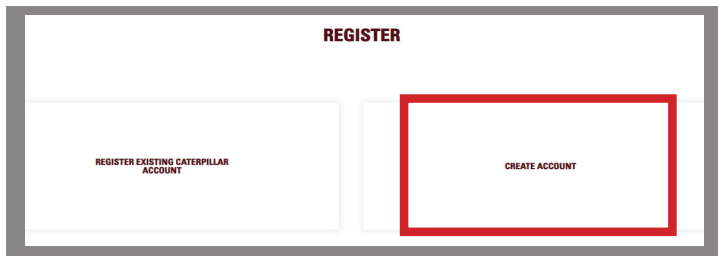 REGISTER
REGISTER EXISTING CATERPILLAR
ACCOUNT
CREATE ACCOUNT